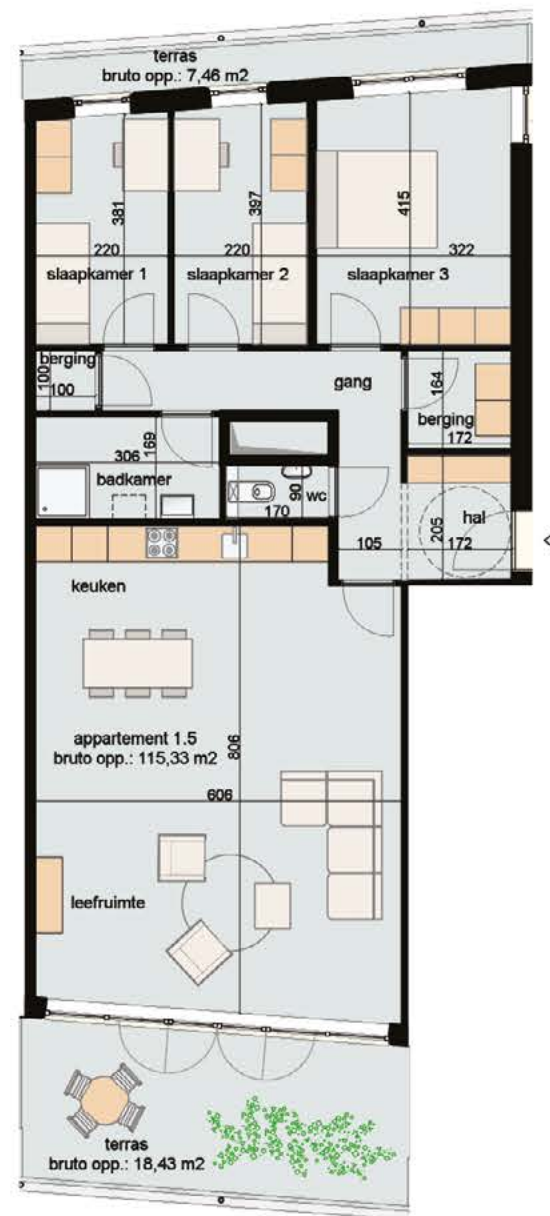 terras
bruto opp.: 7,46 m2
381
397
415
220
220
322
slaapkamer 1
slaapkamer 2
slaapkamer 3
berging
100
100
gang
164
berging
172
306
169
badkamer
170
90
wc
hal
205
172
105
keuken
appartement 1.5
bruto opp.: 115,33 m2
806
606
leefruimte
terras
bruto opp.: 18,43 m2